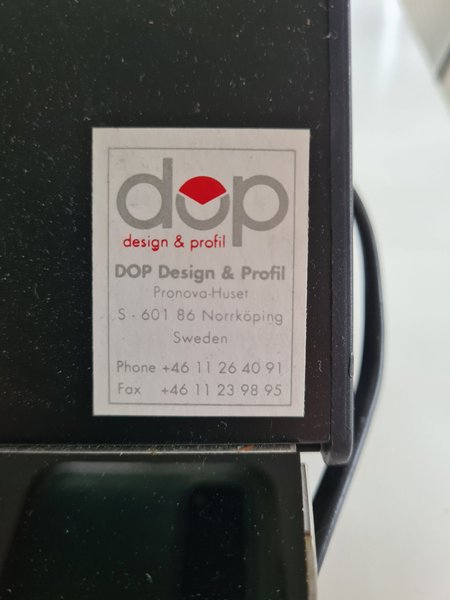 dop
design & profil
DOP Design & Profil
Pronova-Huset
S - 601 86 Norrköping
Sweden
Phone +46 11 26 40 91
Fax +46 11 23 98 95